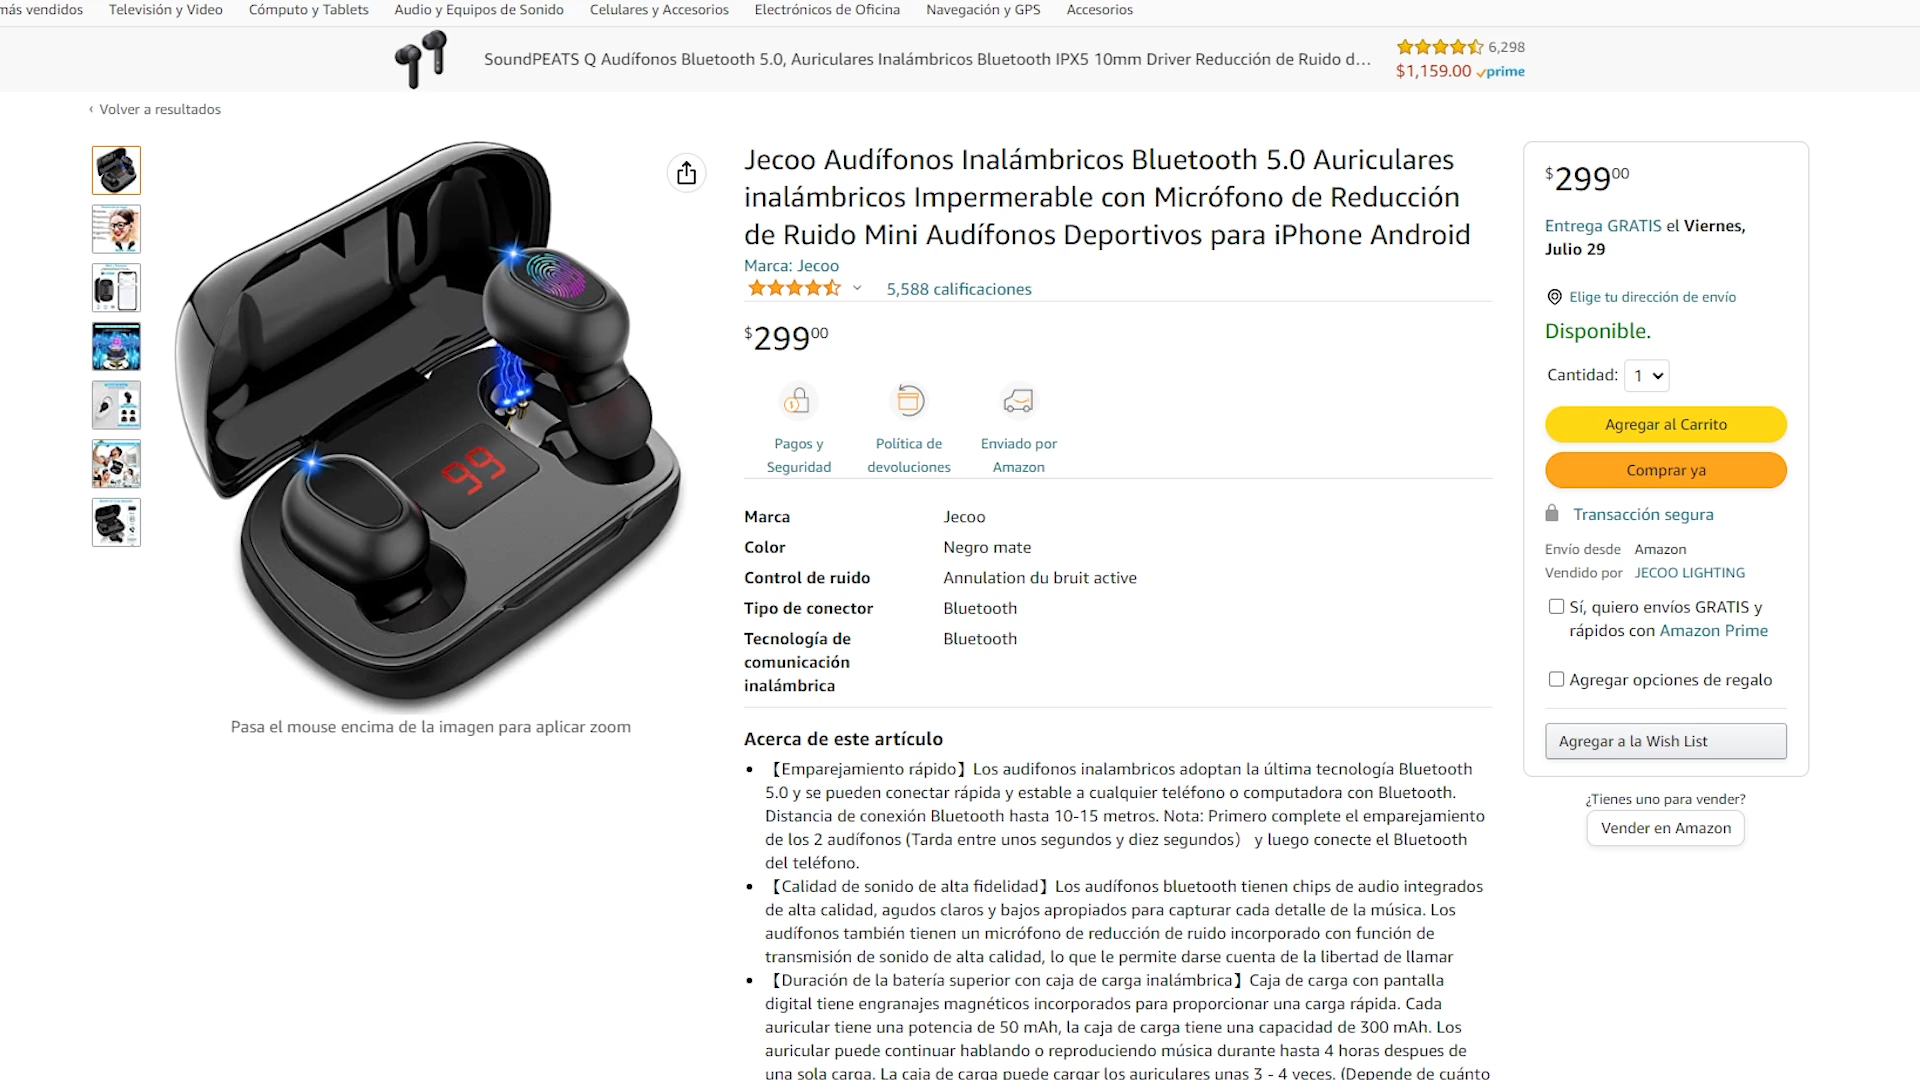 más vendidos Televisión y Video Cómputo y Tablets Audio y Equipos de Sonido Celulares y Accesorios Electrónicos de Oficina Navegación y GPS Accesorios
SoundPEATS Q Audífonos Bluetooth 5.0, Auriculares Inalámbricos Bluetooth IPX5 10mm Driver Reducción de Ruido d…
6,298
$1,159.00 prime
‹ Volver a resultados
99
Pasa el mouse encima de la imagen para aplicar zoom
Jecoo Audífonos Inalámbricos Bluetooth 5.0 Auriculares
inalámbricos Impermerable con Micrófono de Reducción
de Ruido Mini Audífonos Deportivos para iPhone Android
Marca: Jecoo
5,588 calificaciones
$29900
Pagos y
Seguridad
Política de
devoluciones
Enviado por
Amazon
Marca Jecoo
Color Negro mate
Control de ruido Annulation du bruit active
Tipo de conector Bluetooth
Tecnología de Bluetooth
comunicación
inalámbrica
Acerca de este artículo
• 【Emparejamiento rápido】Los audifonos inalambricos adoptan la última tecnología Bluetooth
5.0 y se pueden conectar rápida y estable a cualquier teléfono o computadora con Bluetooth.
Distancia de conexión Bluetooth hasta 10-15 metros. Nota: Primero complete el emparejamiento
de los 2 audífonos (Tarda entre unos segundos y diez segundos） y luego conecte el Bluetooth
del teléfono.
• 【Calidad de sonido de alta fidelidad】Los audífonos bluetooth tienen chips de audio integrados
de alta calidad, agudos claros y bajos apropiados para capturar cada detalle de la música. Los
audífonos también tienen un micrófono de reducción de ruido incorporado con función de
transmisión de sonido de alta calidad, lo que le permite darse cuenta de la libertad de llamar
• 【Duración de la batería superior con caja de carga inalámbrica】Caja de carga con pantalla
digital tiene engranajes magnéticos incorporados para proporcionar una carga rápida. Cada
auricular tiene una potencia de 50 mAh, la caja de carga tiene una capacidad de 300 mAh. Los
auricular puede continuar hablando o reproduciendo música durante hasta 4 horas despues de
una sola carga. La caja de carga puede cargar los auriculares unas 3 - 4 veces. (Depende de cuánto
$29900
Entrega GRATIS el Viernes,
Julio 29
Elige tu dirección de envío
Disponible.
Cantidad: 1
Agregar al Carrito
Comprar ya
Transacción segura
Envío desde Amazon
Vendido por JECOO LIGHTING
Sí, quiero envíos GRATIS y
rápidos con Amazon Prime
Agregar opciones de regalo
Agregar a la Wish List
¿Tienes uno para vender?
Vender en Amazon